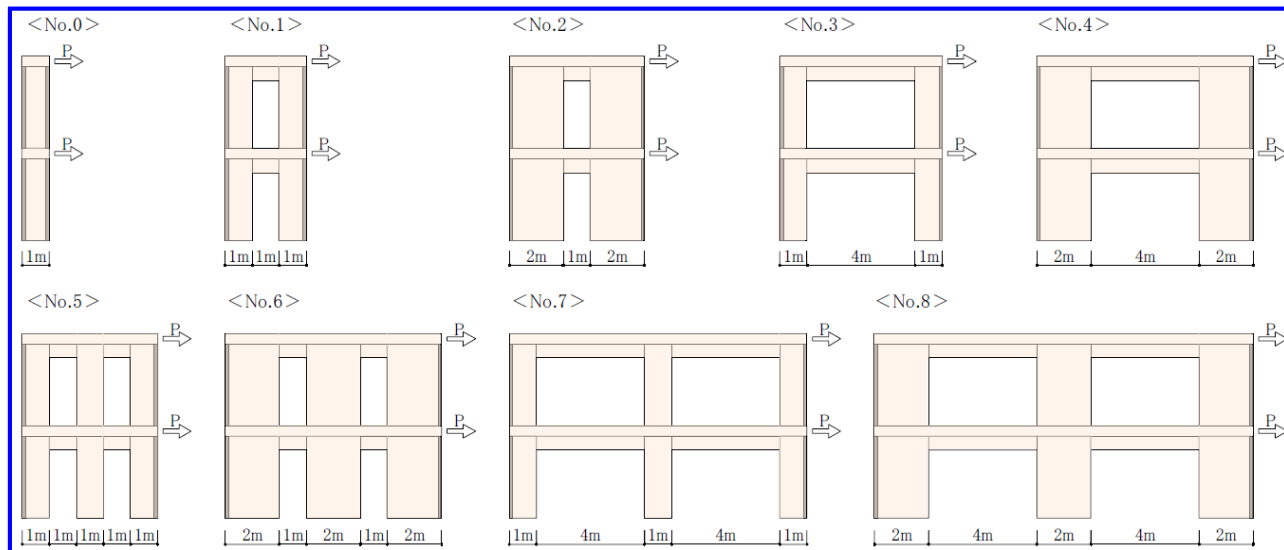 <No.0>
<No.1>
<No.2>
<No.3>
<No.4>
P
P
P
P
P
P
P
P
P
P
1m
1m 1m 1m
2m 1m 2m
1m 4m 1m
2m 4m 2m
<No.5>
<No.6>
<No.7>
<No.8>
P
P
P
P
P
P
P
P
1m 1m 1m 1m 1m
2m 1m 2m 1m 2m
1m 4m 1m 4m 1m
2m 4m 2m 4m 2m